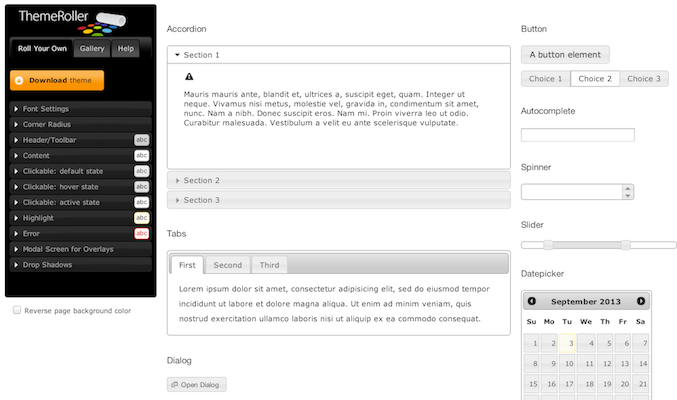 ThemeRoller
Roll Your Own
Gallery
Help
Download theme
Font Settings
Corner Radius
Header/Toolbar
abc
Content
abc
Clickable: default state
abc
Clickable: hover state
abc
Clickable: active state
abc
Highlight
abc
Error
abc
Modal Screen for Overlays
Drop Shadows
Reverse page background color
Accordion
Section 1
Mauris mauris ante, blandit et, ultrices a, suscipit eget, quam. Integer ut
neque. Vivamus nisi metus, molestie vel, gravida in, condimentum sit amet,
nunc. Nam a nibh. Donec suscipit eros. Nam mi. Proin viverra leo ut odio.
Curabitur malesuada. Vestibulum a velit eu ante scelerisque vulputate.
Section 2
Section 3
Tabs
First
Second
Third
Lorem ipsum dolor sit amet, consectetur adipisicing elit, sed do eiusmod tempor
incididunt ut labore et dolore magna aliqua. Ut enim ad minim veniam, quis
nostrud exercitation ullamco laboris nisi ut aliquip ex ea commodo consequat.
Dialog
Open Dialog
Button
A button element
Choice 1
Choice 2
Choice 3
Autocomplete
Spinner
Slider
Datepicker
September 2013
Su Mo Tu We Th Fr Sa
1 2 3 4 5 6 7
8 9 10 11 12 13 14
15 16 17 18 19 20 21